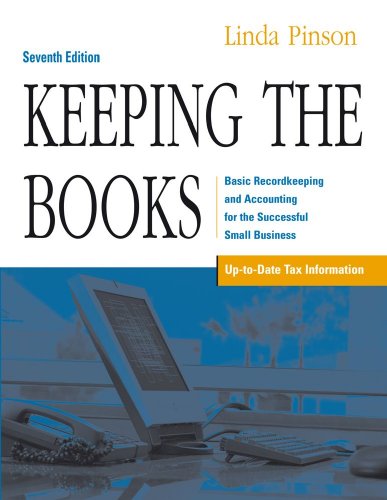 Linda Pinson
Seventh Edition
KEEPING THE
BOOKS
Basic Recordkeeping
and Accounting
for the Successful
Small Business
Up-to-Date Tax Information